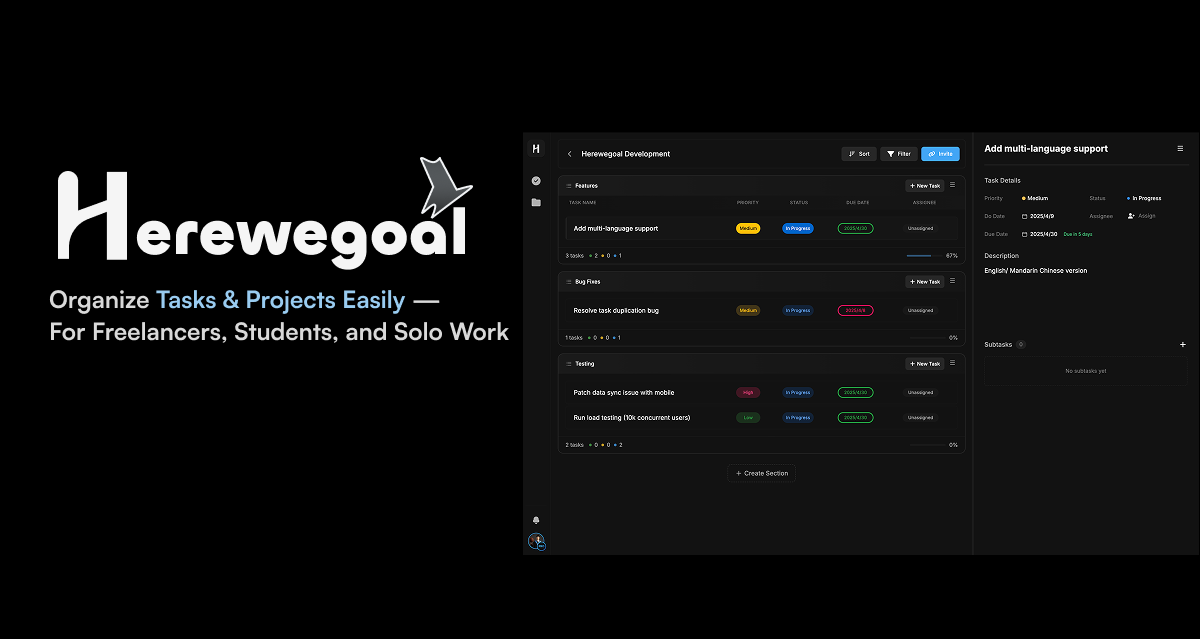 Herewegoal
Organize Tasks & Projects Easily —
For Freelancers, Students, and Solo Work
H
Herewegoal Development
Sort
Filter
Invite
Features
New Task
TASK NAME PRIORITY STATUS DUE DATE ASSIGNEE
Add multi-language support Medium In Progress 2025/4/30 Unassigned
3 tasks 2 0 1 67%
Bug Fixes
New Task
Resolve task duplication bug Medium In Progress 2025/4/8 Unassigned
1 tasks 0 0 1 0%
Testing
New Task
Patch data sync issue with mobile High In Progress 2025/4/30 Unassigned
Run load testing (10k concurrent users) Low In Progress 2025/4/30 Unassigned
2 tasks 0 0 2 0%
Create Section
Add multi-language support
Task Details
Priority Medium Status In Progress
Do Date 2025/4/9 Assignee Assign
Due Date 2025/4/30 Due in 5 days
Description
English/ Mandarin Chinese version
Subtasks 0
No subtasks yet